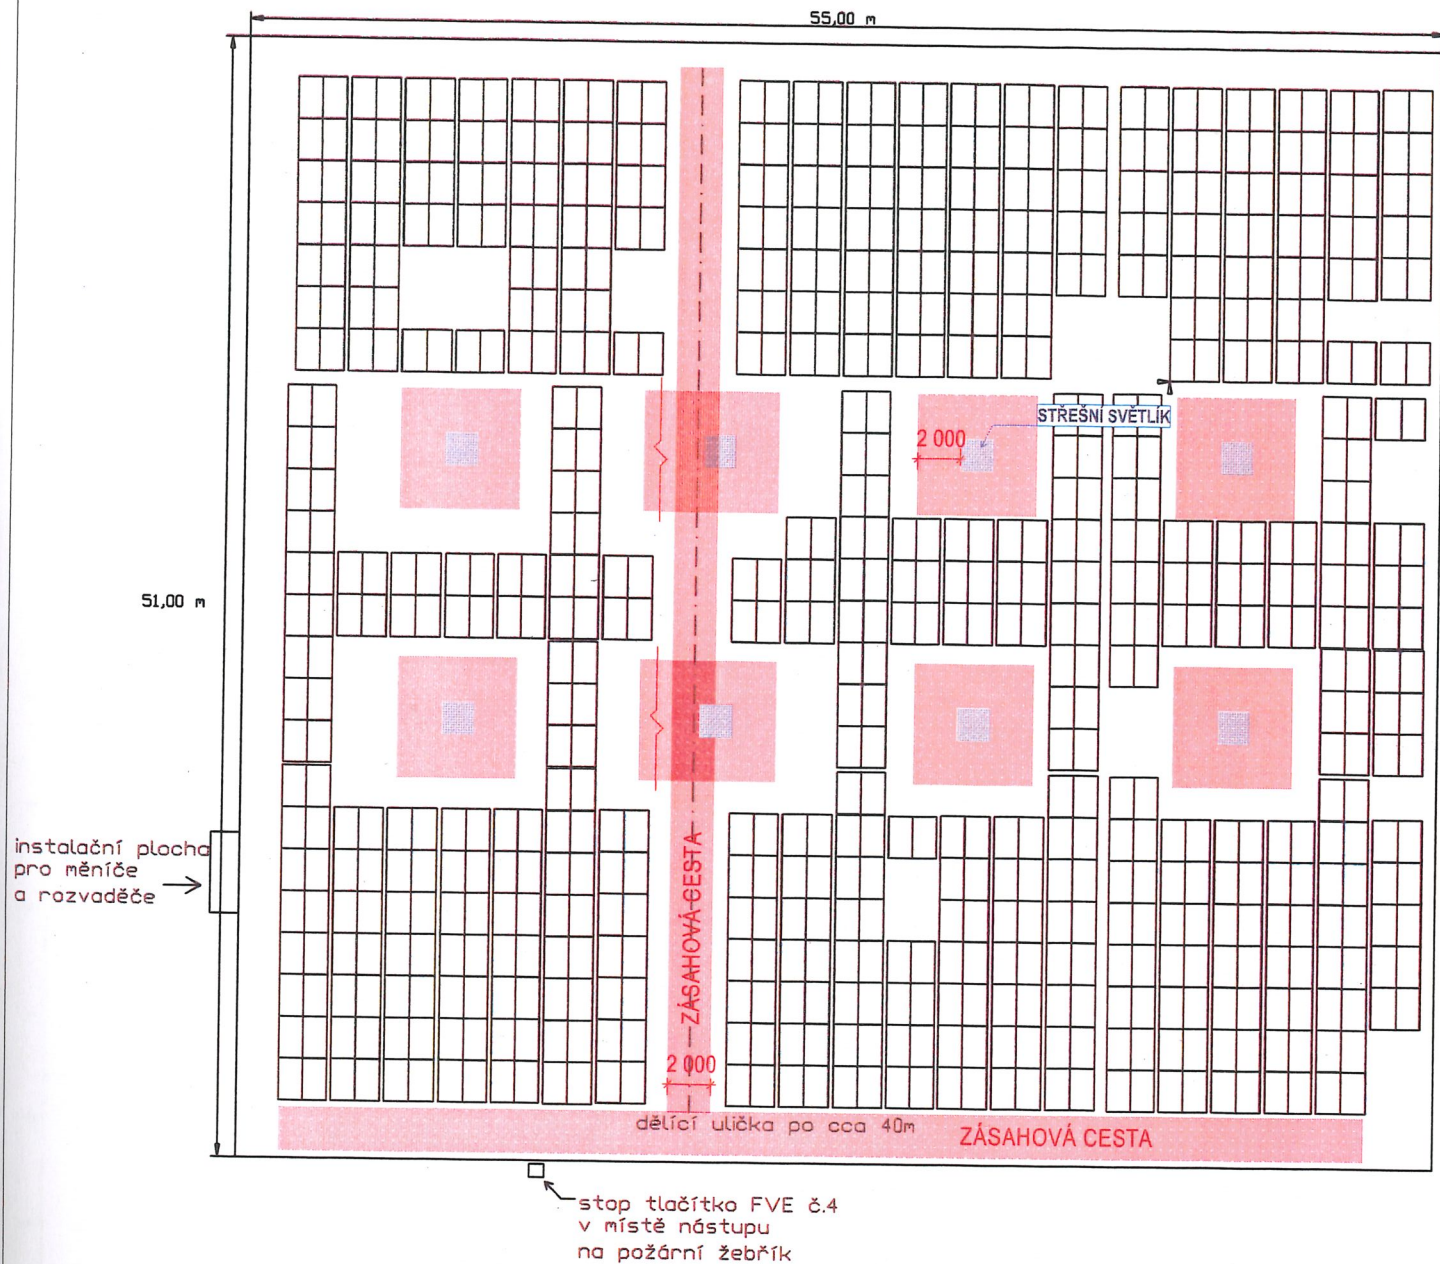 55,00 m
STŘEŠNÍ SVĚTLÍK
2 000
51,00 m
instalační plocha
pro měníče
a rozvaděče
ZÁSAHOVÁ CESTA
2 000
dělící ulička po cca 40m
ZÁSAHOVÁ CESTA
stop tlačítko FVE č.4
v místě nástupu
na požární žebřík